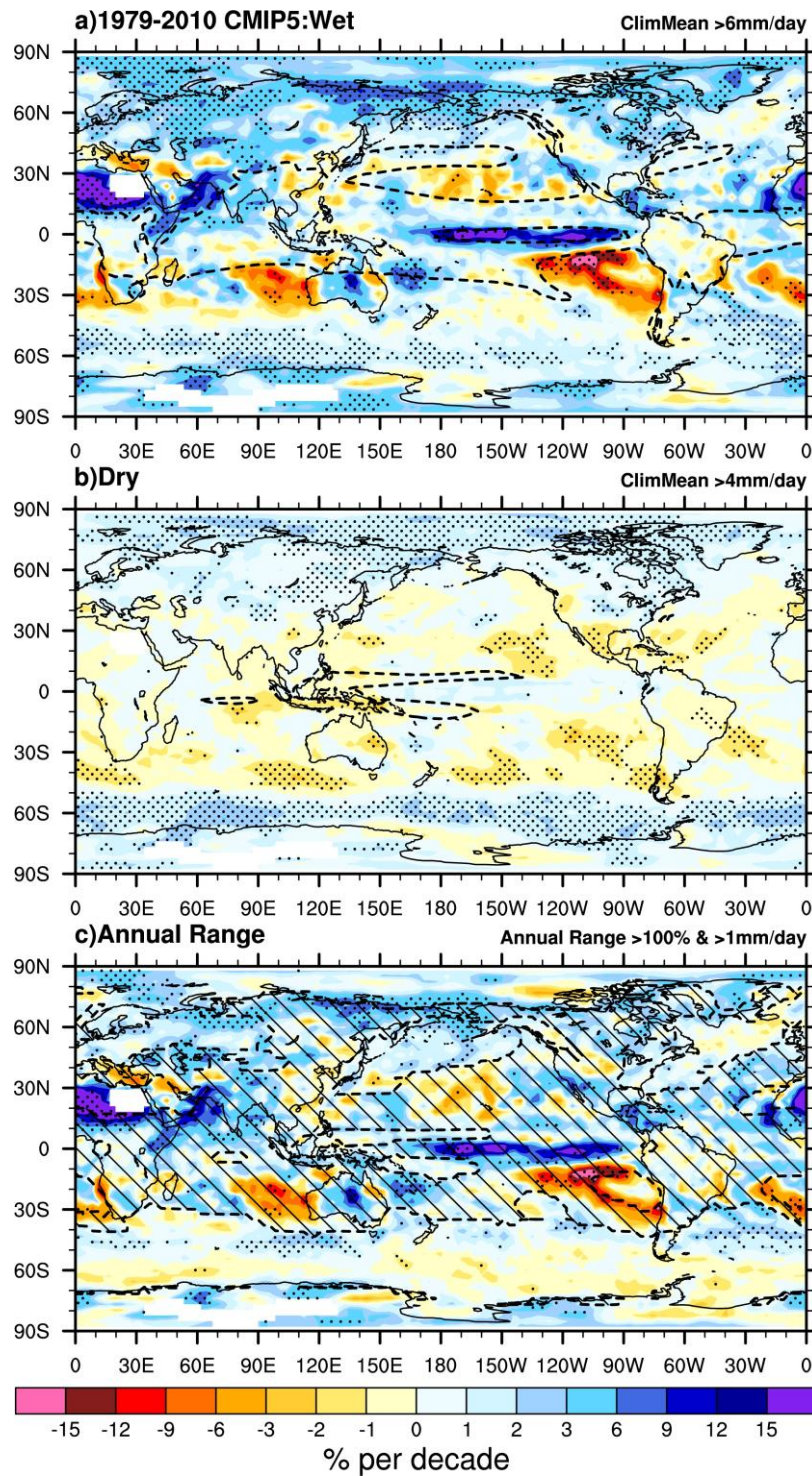 a)1979-2010 CMIP5:Wet ClimMean >6mm/day
90N
60N
30N
0
30S
60S
90S
0 30E 60E 90E 120E 150E 180 150W 120W 90W 60W 30W 0
b)Dry ClimMean >4mm/day
90N
60N
30N
0
30S
60S
90S
0 30E 60E 90E 120E 150E 180 150W 120W 90W 60W 30W 0
c)Annual Range Annual Range >100% & >1mm/day
90N
60N
30N
0
30S
60S
90S
0 30E 60E 90E 120E 150E 180 150W 120W 90W 60W 30W 0
-15 -12 -9 -6 -3 -2 -1 0 1 2 3 6 9 12 15
% per decade